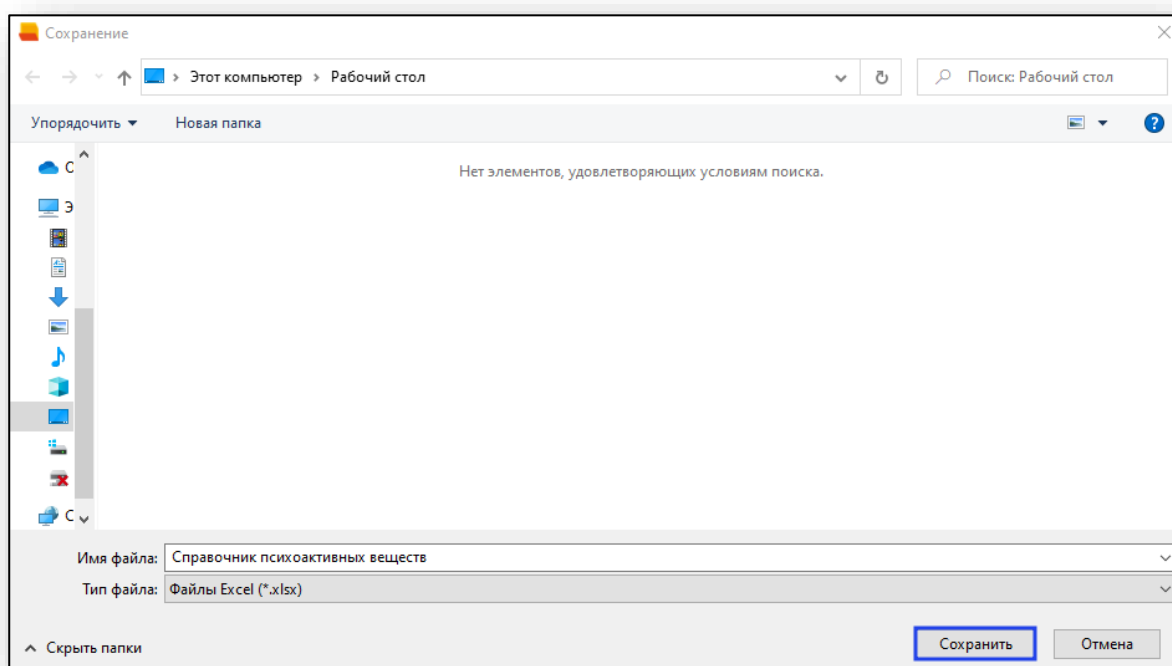 Сохранение
Этот компьютер › Рабочий стол
Поиск: Рабочий стол
Упорядочить
Новая папка
Нет элементов, удовлетворяющих условиям поиска.
О
Э
С
Имя файла: Справочник психоактивных веществ
Тип файла: Файлы Excel (*.xlsx)
Скрыть папки
Сохранить
Отмена